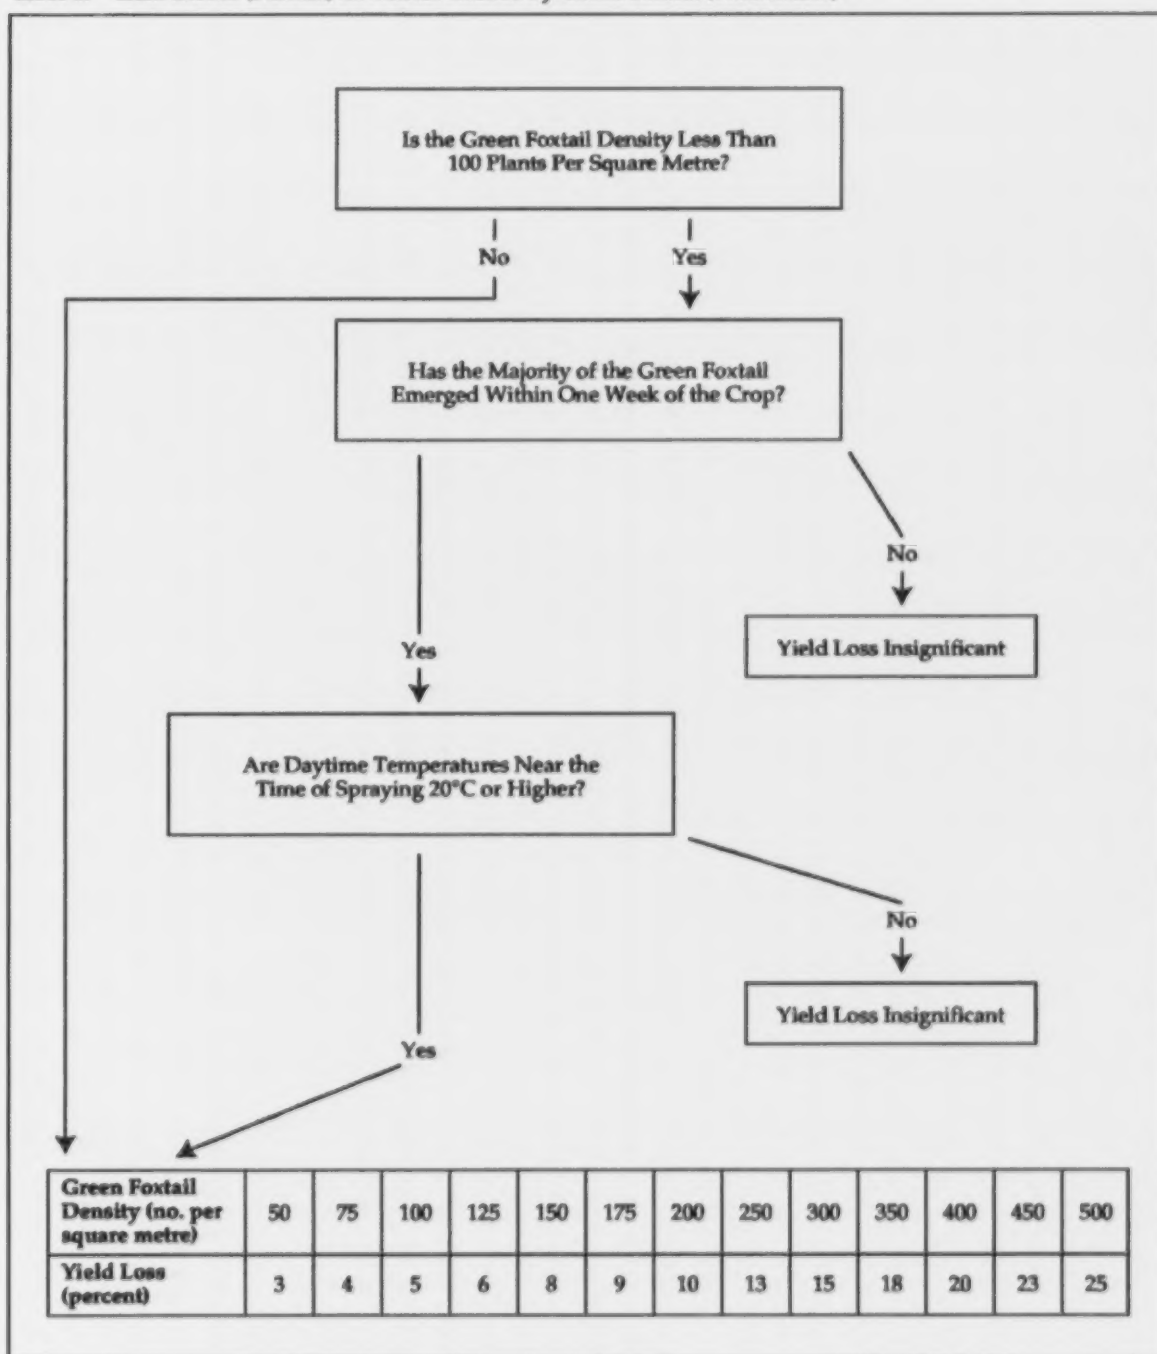 Is the Green Foxtail Density Less Than
100 Plants Per Square Metre?
No
Yes
Has the Majority of the Green Foxtail
Emerged Within One Week of the Crop?
No
Yield Loss Insignificant
Yes
Are Daytime Temperatures Near the
Time of Spraying 20°C or Higher?
No
Yield Loss Insignificant
Yes
Green Foxtail
Density (no. per
square metre)
50 75 100 125 150 175 200 250 300 350 400 450 500
Yield Loss
(percent)
3 4 5 6 8 9 10 13 15 18 20 23 25